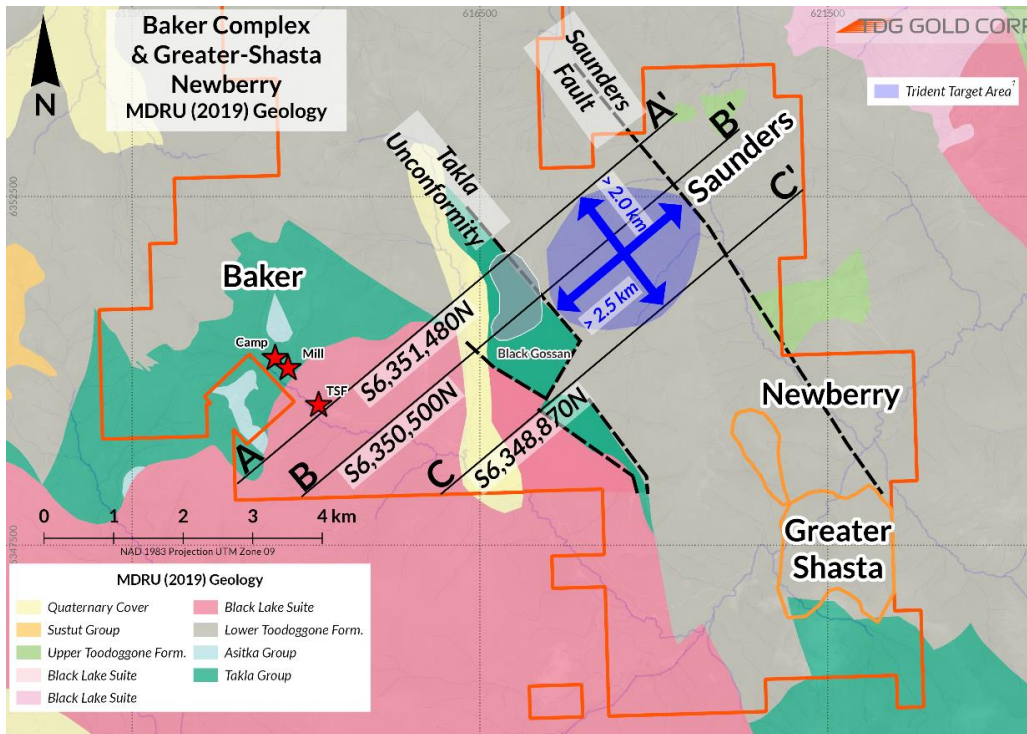 Baker Complex
& Greater-Shasta
Newberry
MDRU (2019) Geology
N
616500
621500
TDG GOLD CORP
Trident Target Area¹
Saunders
Fault
Takla
Unconformity
A'
B'
C'
Saunders
6352500
> 2.0 km
> 2.5 km
Baker
Camp
Mill
TSF
Black Gossan
S6,351,480N
S6,350,500N
S6,348,870N
A
B
C
Newberry
Greater
Shasta
0 1 2 3 4 km
NAD 1983 Projection UTM Zone 09
MDRU (2019) Geology
Quaternary Cover
Sustut Group
Upper Toodoggone Form.
Black Lake Suite
Black Lake Suite
Black Lake Suite
Lower Toodoggone Form.
Asitka Group
Takla Group